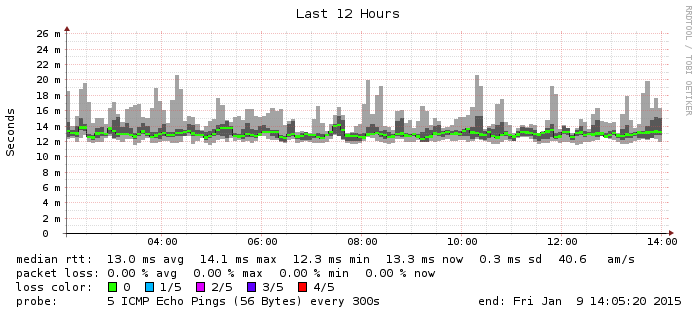 Last 12 Hours
RRDTOOL / TOBI OETIKER
Seconds
26 m
24 m
22 m
20 m
18 m
16 m
14 m
12 m
10 m
8 m
6 m
4 m
2 m
0
04:00 06:00 08:00 10:00 12:00 14:00
median rtt: 13.0 ms avg 14.1 ms max 12.3 ms min 13.3 ms now 0.3 ms sd 40.6 am/s
packet loss: 0.00 % avg 0.00 % max 0.00 % min 0.00 % now
loss color: 0 1/5 2/5 3/5 4/5
probe: 5 ICMP Echo Pings (56 Bytes) every 300s end: Fri Jan 9 14:05:20 2015